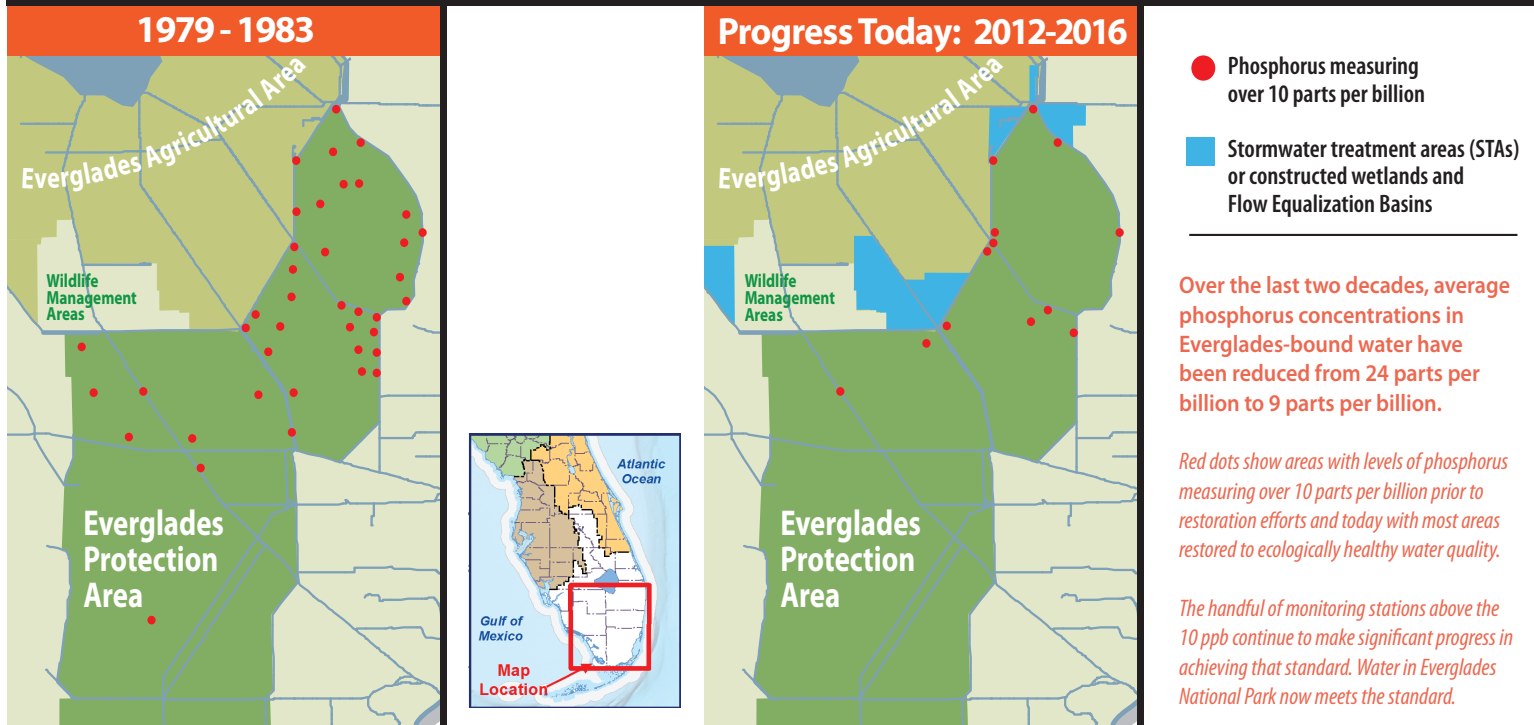 1979 - 1983
Everglades Agricultural Area
Wildlife
Management
Areas
Everglades
Protection
Area
Atlantic
Ocean
Gulf of
Mexico
Map
Location
Progress Today: 2012-2016
Everglades Agricultural Area
Wildlife
Management
Areas
Everglades
Protection
Area
Phosphorus measuring
over 10 parts per billion
Stormwater treatment areas (STAs)
or constructed wetlands and
Flow Equalization Basins
Over the last two decades, average
phosphorus concentrations in
Everglades-bound water have
been reduced from 24 parts per
billion to 9 parts per billion.
Red dots show areas with levels of phosphorus
measuring over 10 parts per billion prior to
restoration efforts and today with most areas
restored to ecologically healthy water quality.
The handful of monitoring stations above the
10 ppb continue to make significant progress in
achieving that standard. Water in Everglades
National Park now meets the standard.